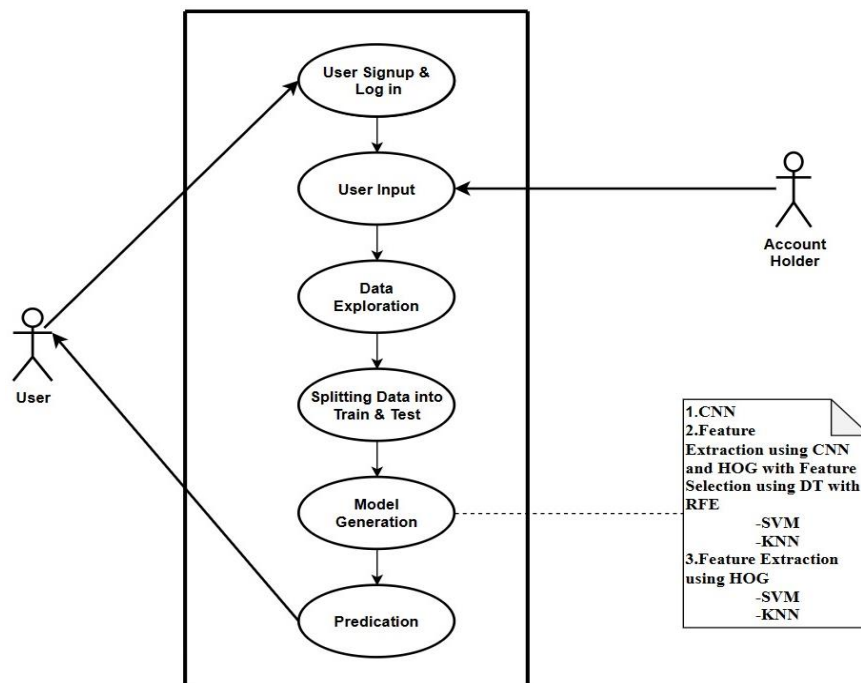 User Signup &
Log in
User Input
Account
Holder
Data
Exploration
User
Splitting Data into
Train & Test
Model
Generation
Predication
1.CNN
2.Feature
Extraction using CNN
and HOG with Feature
Selection using DT with
RFE
-SVM
-KNN
3.Feature Extraction
using HOG
-SVM
-KNN